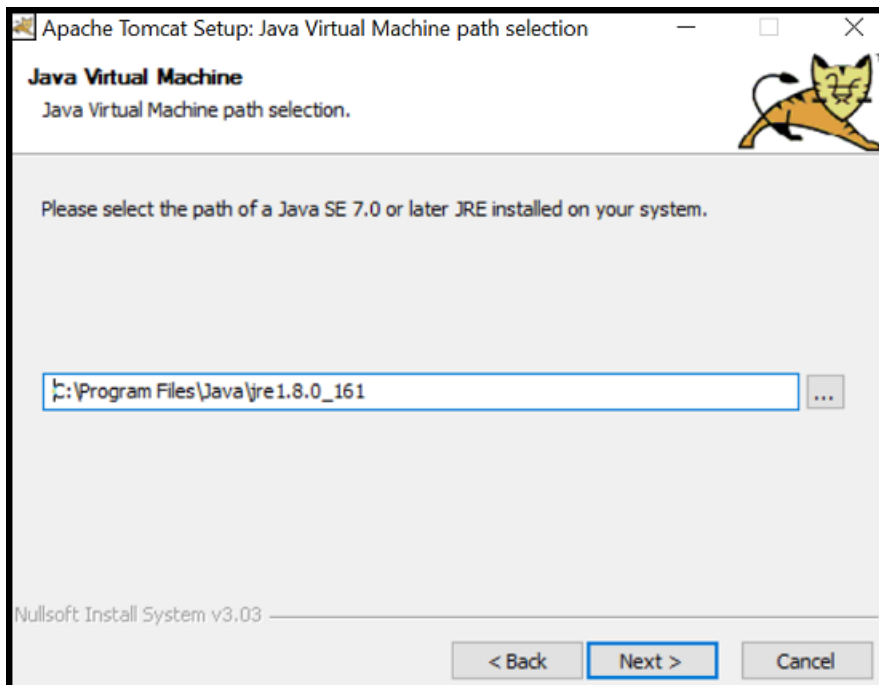 Apache Tomcat Setup: Java Virtual Machine path selection
Java Virtual Machine
Java Virtual Machine path selection.
Please select the path of a Java SE 7.0 or later JRE installed on your system.
C:\Program Files\Java\jre1.8.0_161
...
Nullsoft Install System v3.03
< Back
Next >
Cancel